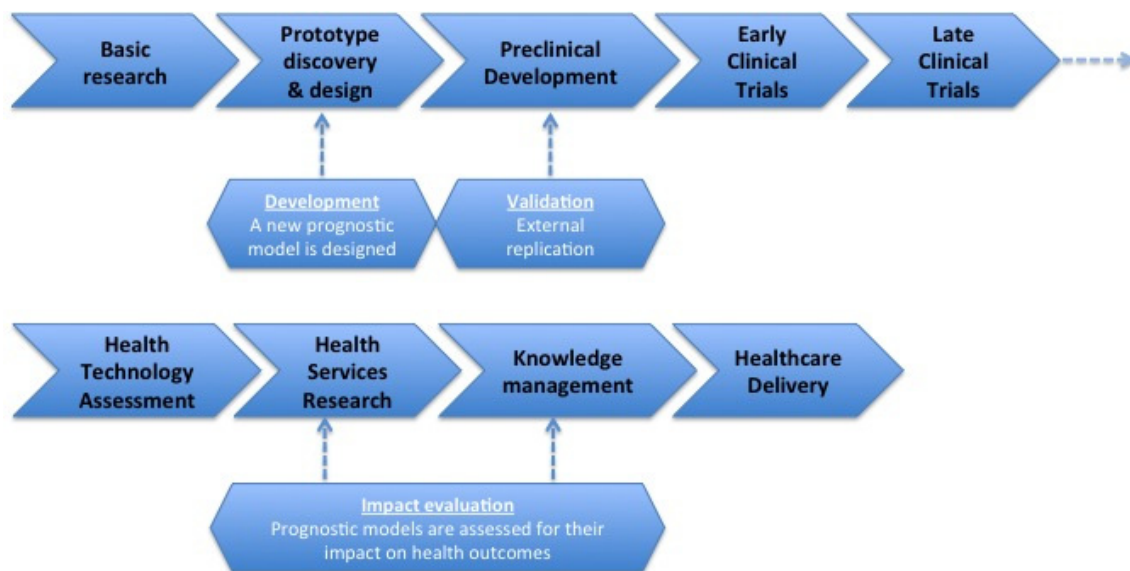 Basic
research
Prototype
discovery
& design
Preclinical
Development
Early
Clinical
Trials
Late
Clinical
Trials
Development
A new prognostic
model is designed
Validation
External
replication
Health
Technology
Assessment
Health
Services
Research
Knowledge
management
Healthcare
Delivery
Impact evaluation
Prognostic models are assessed for their
impact on health outcomes